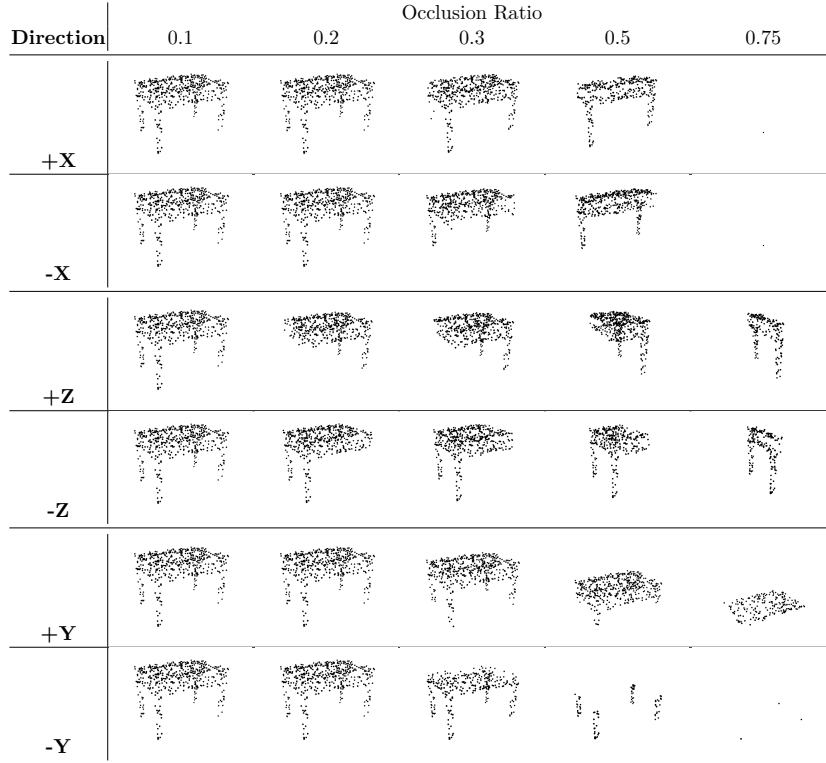 Occlusion Ratio
Direction 0.1 0.2 0.3 0.5 0.75
+X
-X
+Z
-Z
+Y
-Y